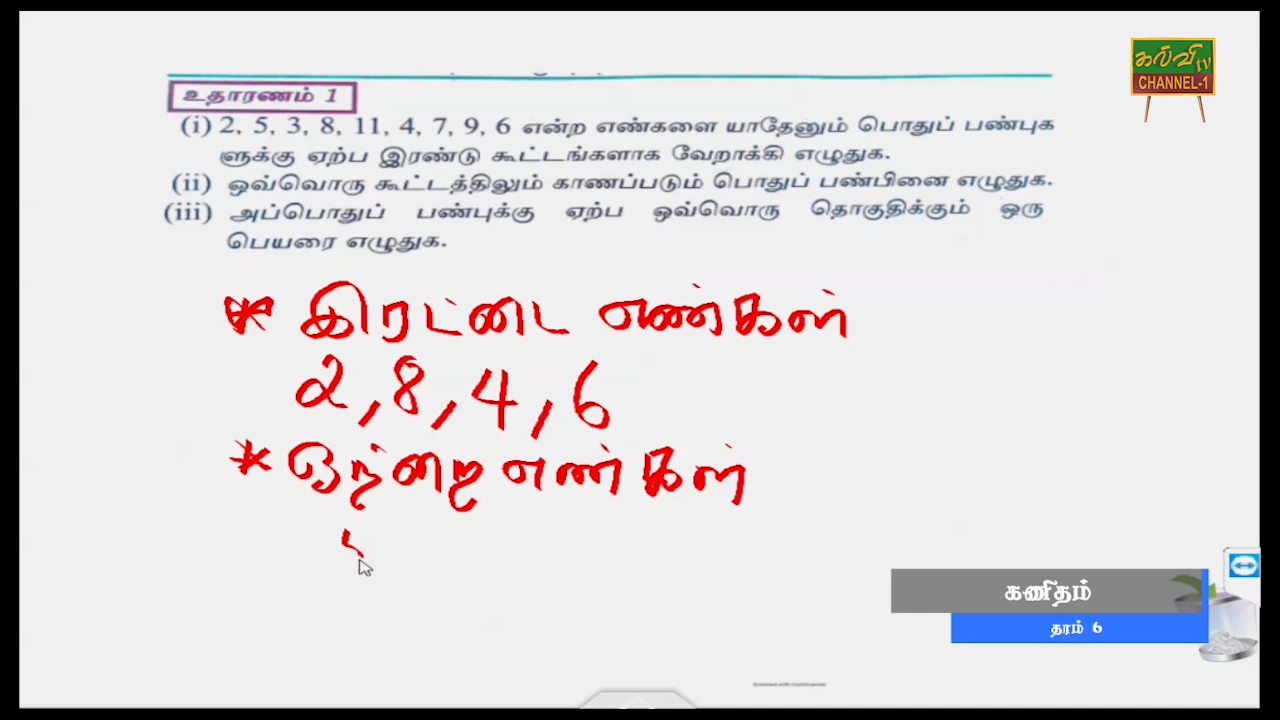 கல்வி TV
CHANNEL-1
உதாரணம் 1
(i) 2, 5, 3, 8, 11, 4, 7, 9, 6 என்ற எண்களை யாதேனும் பொதுப் பண்புக
ளுக்கு ஏற்ப இரண்டு கூட்டங்களாக வேறாக்கி எழுதுக.
(ii) ஒவ்வொரு கூட்டத்திலும் காணப்படும் பொதுப் பண்பினை எழுதுக.
(iii) அப்பொதுப் பண்புக்கு ஏற்ப ஒவ்வொரு தொகுதிக்கும் ஒரு
பெயரை எழுதுக.
* இரட்டை எண்கள்
2, 8, 4, 6
* ஒற்றை எண்கள்
கணிதம்
தரம் 6